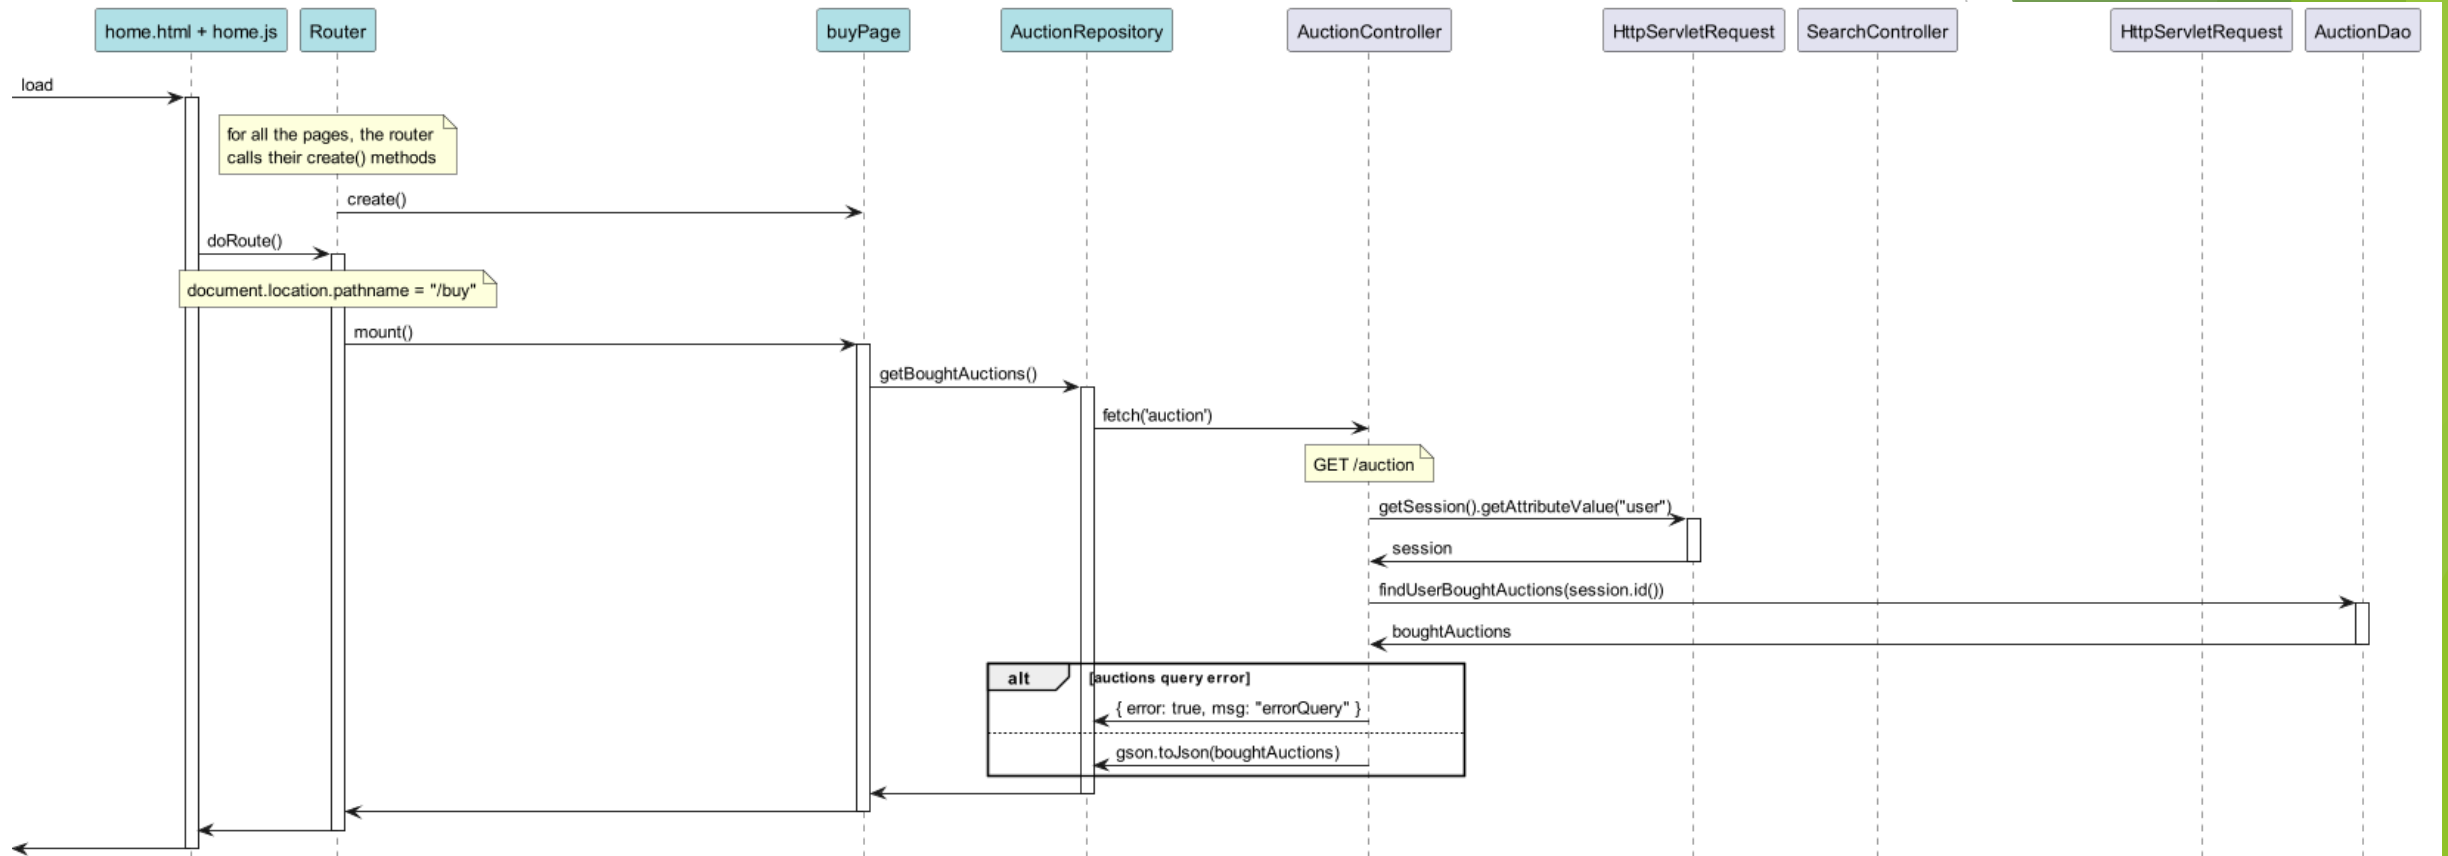 home.html + home.js
Router
buyPage
AuctionRepository
AuctionController
HttpServletRequest
SearchController
HttpServletRequest
AuctionDao
load
for all the pages, the router
calls their create() methods
create()
doRoute()
document.location.pathname = "/buy"
mount()
getBoughtAuctions()
fetch('auction')
GET /auction
getSession().getAttributeValue("user")
session
findUserBoughtAuctions(session.id())
boughtAuctions
alt
[auctions query error]
{ error: true, msg: "errorQuery" }
gson.toJson(boughtAuctions)